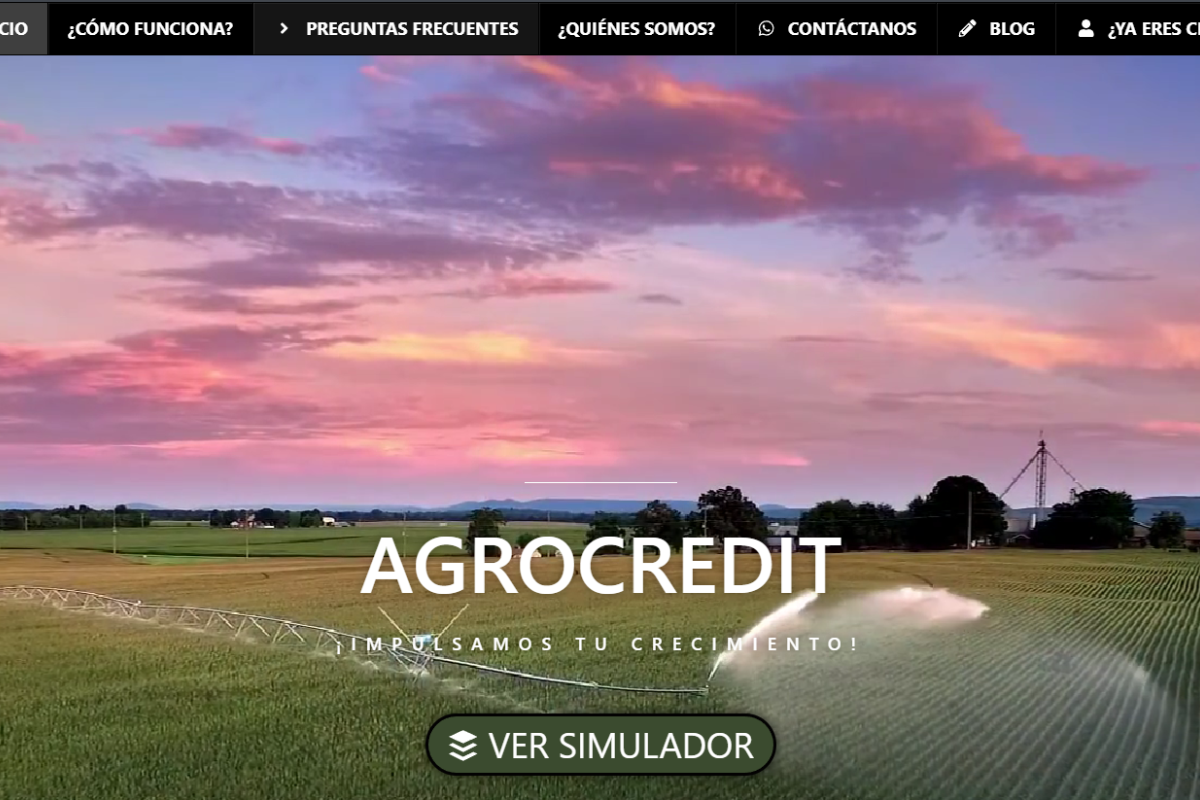 CIO ¿CÓMO FUNCIONA? PREGUNTAS FRECUENTES ¿QUIÉNES SOMOS? CONTÁCTANOS BLOG ¿YA ERES
AGROCREDIT
¡IMPULSAMOS TU CRECIMIENTO!
VER SIMULADOR